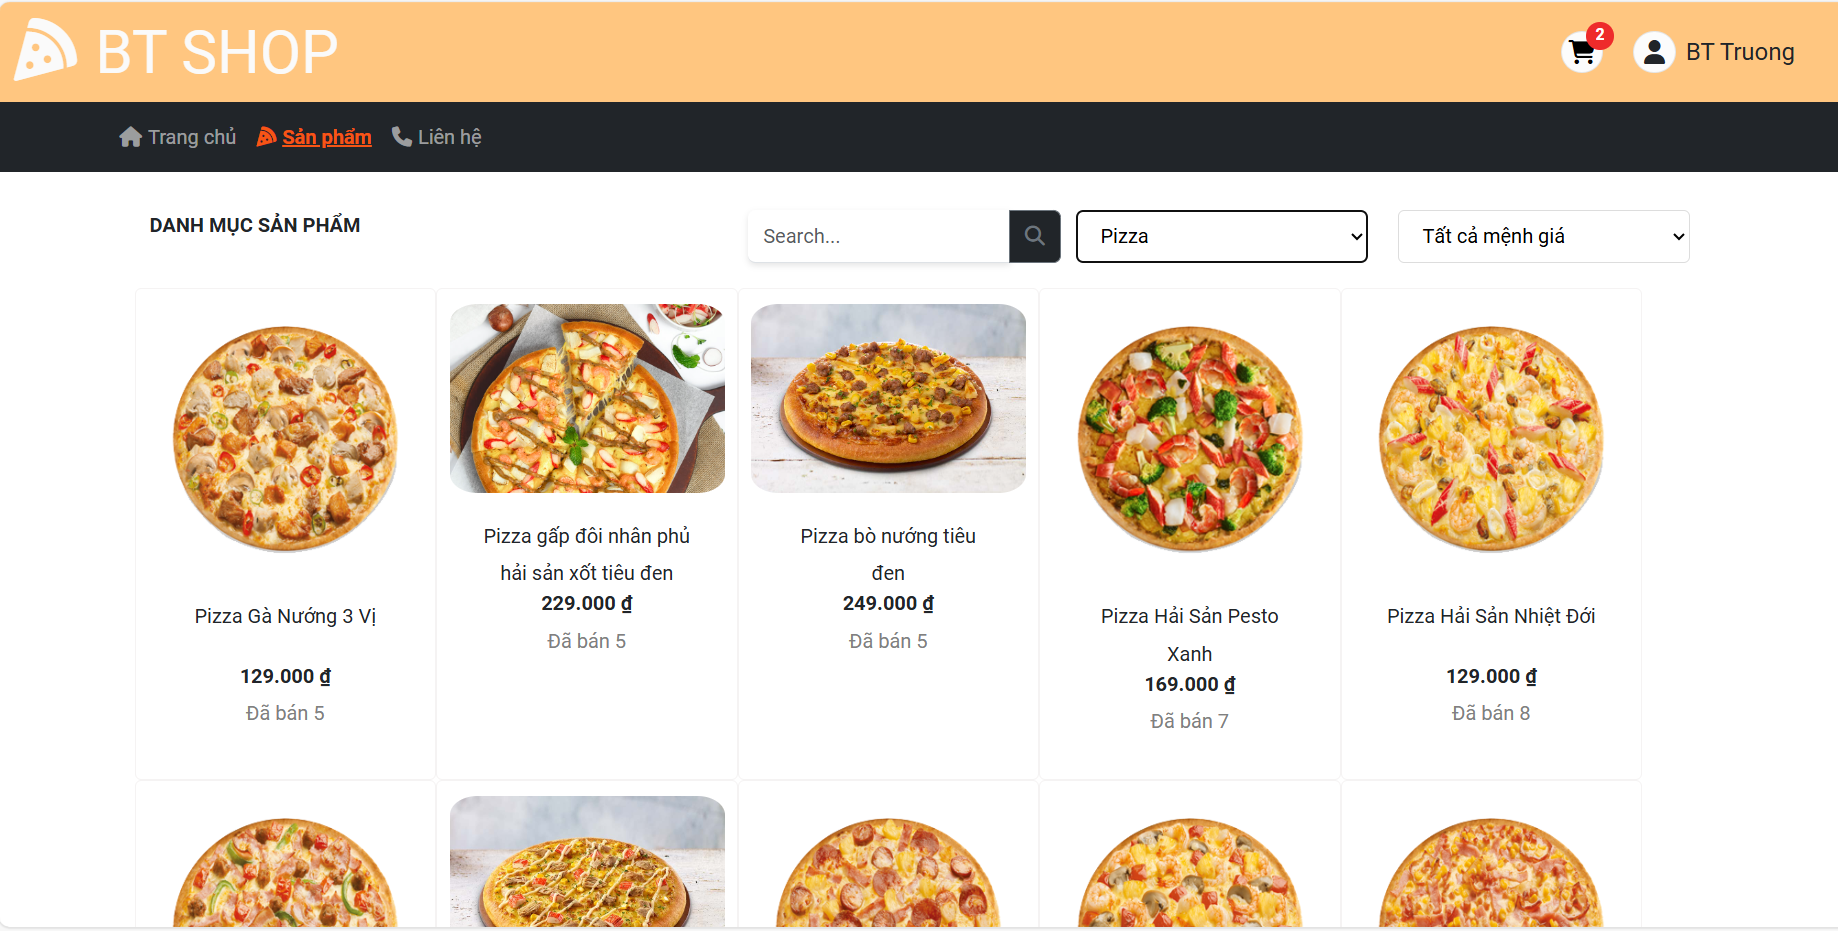 BT SHOP
2
BT Truong
Trang chủ
Sản phẩm
Liên hệ
DANH MỤC SẢN PHẨM
Search...
Pizza
Tất cả mệnh giá
Pizza Gà Nướng 3 Vị
129.000 ₫
Đã bán 5
Pizza gấp đôi nhân phủ
hải sản xốt tiêu đen
229.000 ₫
Đã bán 5
Pizza bò nướng tiêu
đen
249.000 ₫
Đã bán 5
Pizza Hải Sản Pesto
Xanh
169.000 ₫
Đã bán 7
Pizza Hải Sản Nhiệt Đới
129.000 ₫
Đã bán 8